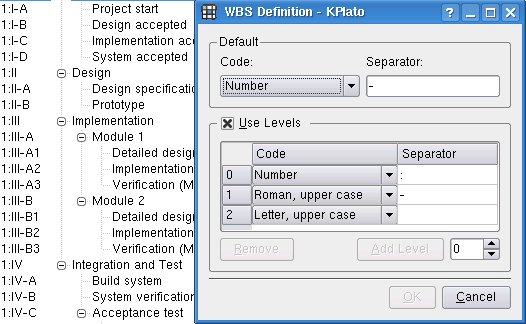 1:I-A Project start
1:I-B Design accepted
1:I-C Implementation acc
1:I-D System accepted
1:II Design
1:II-A Design specificatio
1:II-B Prototype
1:III Implementation
1:III-A Module 1
1:III-A1 Detailed desig
1:III-A2 Implementation
1:III-A3 Verification (M
1:III-B Module 2
1:III-B1 Detailed desig
1:III-B2 Implementation
1:III-B3 Verification (M
1:IV Integration and Test
1:IV-A Build system
1:IV-B System verification
1:IV-C Acceptance test
WBS Definition - KPlato
Default
Code: Separator:
Number -
Use Levels
Code Separator
0 Number :
1 Roman, upper case -
2 Letter, upper case
Remove Add Level 0
OK Cancel